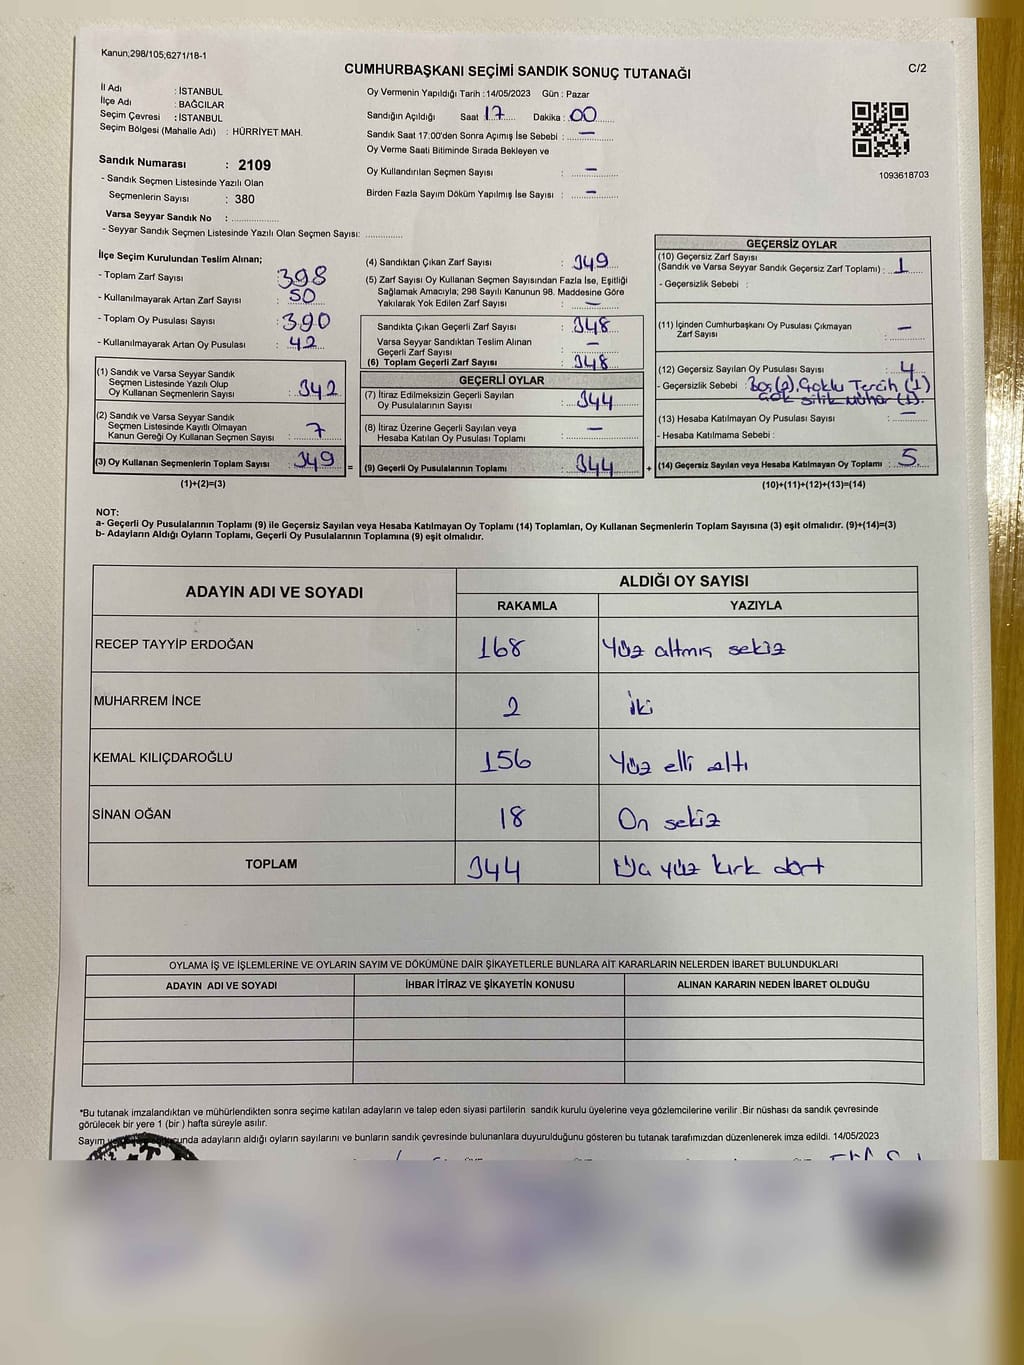 Kanun;298/105;6271/18-1
CUMHURBAŞKANI SEÇİMİ SANDIK SONUÇ TUTANAĞI
C/2
İl Adı : İSTANBUL
İlçe Adı : BAĞCILAR
Seçim Çevresi : İSTANBUL
Seçim Bölgesi (Mahalle Adı) : HÜRRİYET MAH.
Sandık Numarası : 2109
- Sandık Seçmen Listesinde Yazılı Olan
Seçmenlerin Sayısı : 380
Varsa Seyyar Sandık No : ................
- Seyyar Sandık Seçmen Listesinde Yazılı Olan Seçmen Sayısı: .............
Oy Vermenin Yapıldığı Tarih :14/05/2023 Gün : Pazar
Sandığın Açıldığı Saat 17 Dakika : 00
Sandık Saat 17:00'den Sonra Açımış İse Sebebi : —
Oy Verme Saati Bitiminde Sırada Bekleyen ve
Oy Kullandırılan Seçmen Sayısı : —
Birden Fazla Sayım Döküm Yapılmış İse Sayısı : —
1093618703
İlçe Seçim Kurulundan Teslim Alınan;
- Toplam Zarf Sayısı : 398
- Kullanılmayarak Artan Zarf Sayısı : 50
- Toplam Oy Pusulası Sayısı : 390
- Kullanılmayarak Artan Oy Pusulası : 42
(1) Sandık ve Varsa Seyyar Sandık
Seçmen Listesinde Yazılı Olup
Oy Kullanan Seçmenlerin Sayısı : 342
(2) Sandık ve Varsa Seyyar Sandık
Seçmen Listesinde Kayıtlı Olmayan
Kanun Gereği Oy Kullanan Seçmen Sayısı : 7
(3) Oy Kullanan Seçmenlerin Toplam Sayısı : 349
(1)+(2)=(3)
(4) Sandıktan Çıkan Zarf Sayısı : 349
(5) Zarf Sayısı Oy Kullanan Seçmen Sayısından Fazla İse, Eşitliği
Sağlamak Amacıyla; 298 Sayılı Kanunun 98. Maddesine Göre
Yakılarak Yok Edilen Zarf Sayısı : —
Sandıkta Çıkan Geçerli Zarf Sayısı : 348
Varsa Seyyar Sandıktan Teslim Alınan
Geçerli Zarf Sayısı : —
(6) Toplam Geçerli Zarf Sayısı : 348
GEÇERLİ OYLAR
(7) İtiraz Edilmeksizin Geçerli Sayılan
Oy Pusulalarının Sayısı : 344
(8) İtiraz Üzerine Geçerli Sayılan veya
Hesaba Katılan Oy Pusulaları Toplamı : —
= (9) Geçerli Oy Pusulalarının Toplamı : 344 +
GEÇERSİZ OYLAR
(10) Geçersiz Zarf Sayısı
(Sandık ve Varsa Seyyar Sandık Geçersiz Zarf Toplamı) : 1
- Geçersizlik Sebebi :
(11) İçinden Cumhurbaşkanı Oy Pusulası Çıkmayan
Zarf Sayısı : —
(12) Geçersiz Sayılan Oy Pusulası Sayısı : 4
- Geçersizlik Sebebi : Boş(2), Çoklu Tercih (1)
Çok silik Mühür (1).
(13) Hesaba Katılmayan Oy Pusulası Sayısı : —
- Hesaba Katılmama Sebebi :
(14) Geçersiz Sayılan veya Hesaba Katılmayan Oy Toplamı : 5
(10)+(11)+(12)+(13)=(14)
NOT:
a- Geçerli Oy Pusulalarının Toplamı (9) ile Geçersiz Sayılan veya Hesaba Katılmayan Oy Toplamı (14) Toplamları, Oy Kullanan Seçmenlerin Toplam Sayısına (3) eşit olmalıdır. (9)+(14)=(3)
b- Adayların Aldığı Oyların Toplamı, Geçerli Oy Pusulalarının Toplamına (9) eşit olmalıdır.
ADAYIN ADI VE SOYADI
ALDIĞI OY SAYISI
RAKAMLA YAZIYLA
RECEP TAYYİP ERDOĞAN 168 Yüz altmış sekiz
MUHARREM İNCE 2 iki
KEMAL KILIÇDAROĞLU 156 Yüz elli altı
SİNAN OĞAN 18 On sekiz
TOPLAM 344 yüz kırk dört
OYLAMA İŞ VE İŞLEMLERİNE VE OYLARIN SAYIM VE DÖKÜMÜNE DAİR ŞİKAYETLERLE BUNLARA AİT KARARLARIN NELERDEN İBARET BULUNDUKLARI
ADAYIN ADI VE SOYADI İHBAR İTİRAZ VE ŞİKAYETİN KONUSU ALINAN KARARIN NEDEN İBARET OLDUĞU
*Bu tutanak imzalandıktan ve mühürlendikten sonra seçime katılan adayların ve talep eden siyasi partilerin sandık kurulu üyelerine veya gözlemcilerine verilir .Bir nüshası da sandık çevresinde
görülecek bir yere 1 (bir ) hafta süreyle asılır.
Sayım adayların aldığı oyların sayılarını ve bunların sandık çevresinde bulunanlara duyurulduğunu gösteren bu tutanak tarafımızdan düzenlenerek imza edildi. 14/05/2023